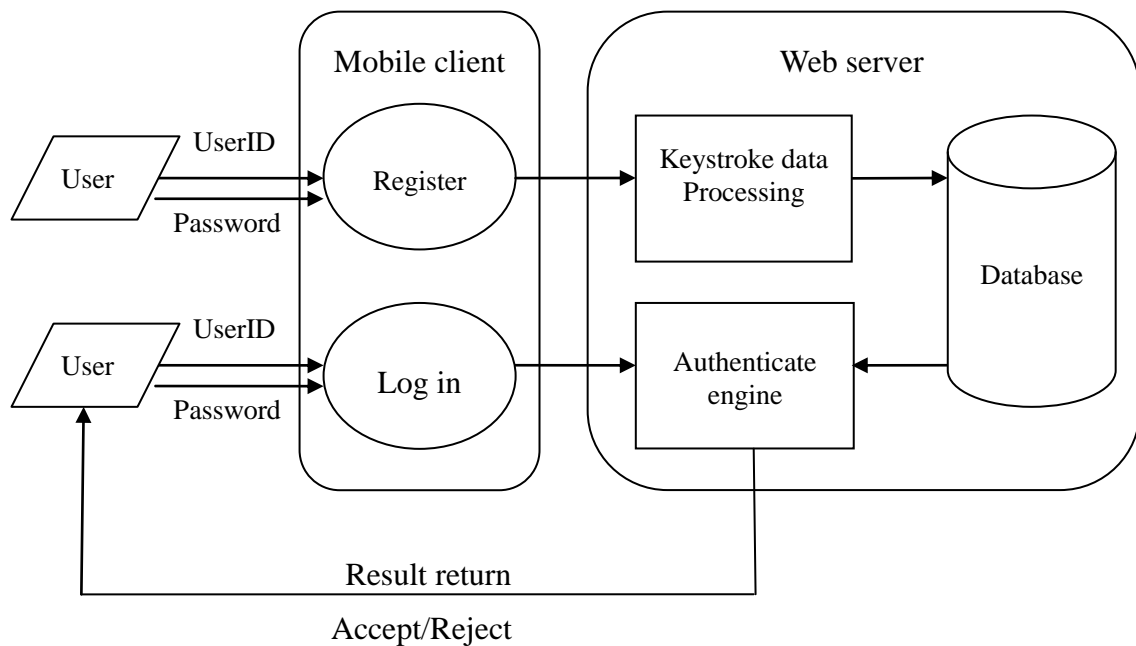 Mobile client
Web server
UserID
User
Password
Register
Keystroke data
Processing
Database
UserID
User
Password
Log in
Authenticate
engine
Result return
Accept/Reject